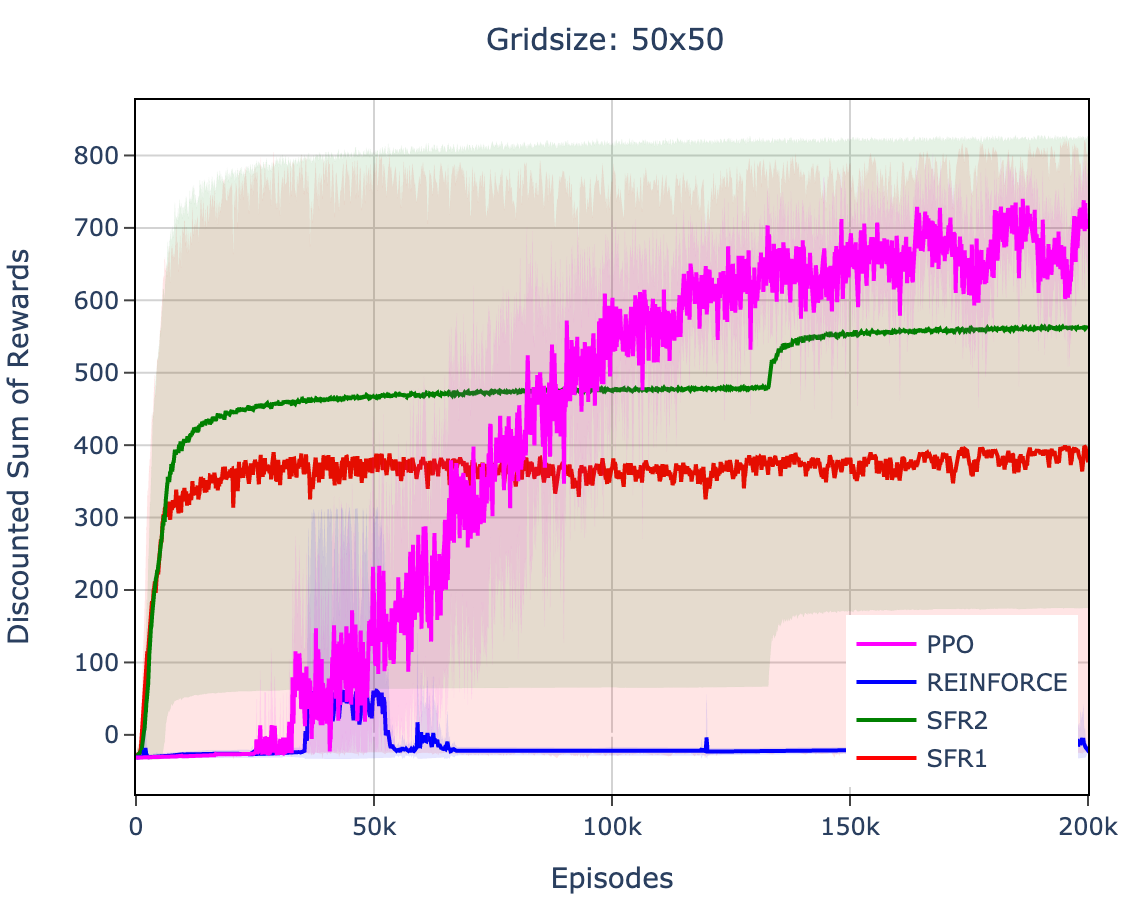 Gridsize: 50x50
Discounted Sum of Rewards
800
700
600
500
400
300
200
100
0
PPO
REINFORCE
SFR2
SFR1
0
50k
100k
150k
200k
Episodes